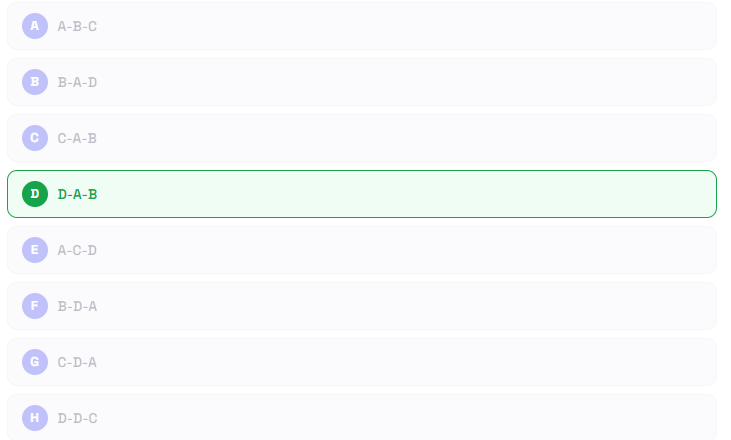 A A-B-C
B B-A-D
C C-A-B
D D-A-B
E A-C-D
F B-D-A
G C-D-A
H D-D-C